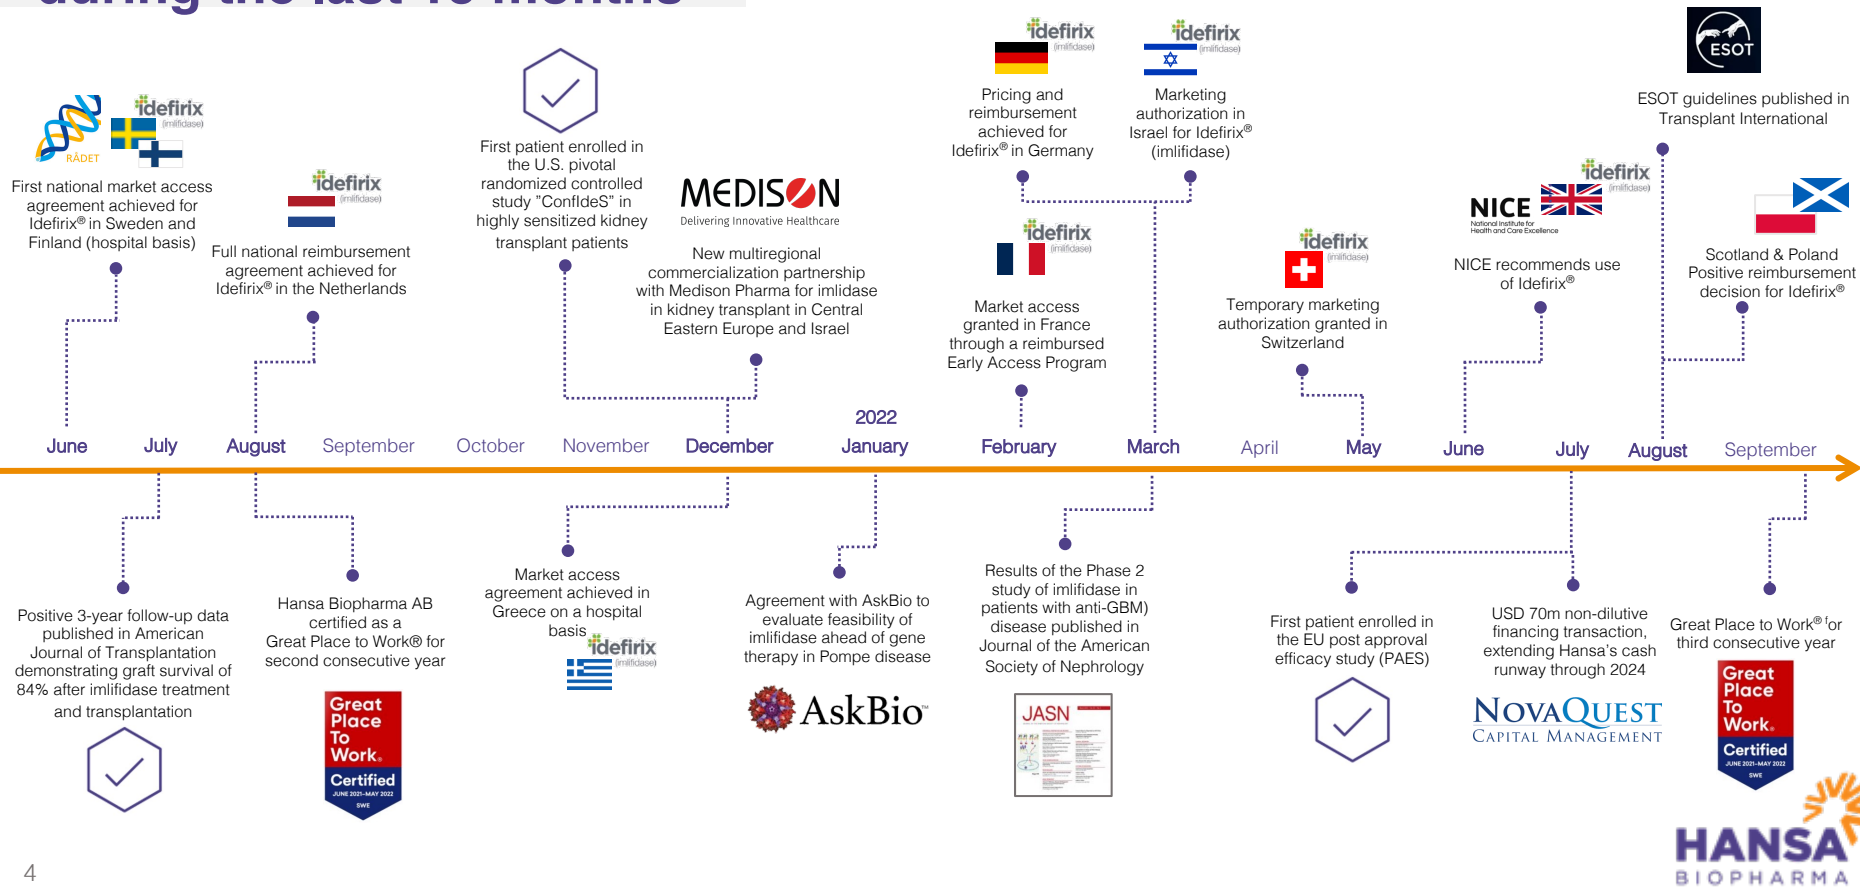 during the last 15 months
idefirix
(imlifidase)
RÅDET
First national market access
agreement achieved for
Idefirix® in Sweden and
Finland (hospital basis)
idefirix
(imlifidase)
Full national reimbursement
agreement achieved for
Idefirix® in the Netherlands
First patient enrolled in
the U.S. pivotal
randomized controlled
study ”ConfIdeS” in
highly sensitized kidney
transplant patients
MEDISON
Delivering Innovative Healthcare
New multiregional
commercialization partnership
with Medison Pharma for imlidase
in kidney transplant in Central
Eastern Europe and Israel
idefirix
(imlifidase)
Pricing and
reimbursement
achieved for
Idefirix® in Germany
idefirix
(imlifidase)
Marketing
authorization in
Israel for Idefirix®
(imlifidase)
idefirix
(imlifidase)
Market access
granted in France
through a reimbursed
Early Access Program
idefirix
(imlifidase)
Temporary marketing
authorization granted in
Switzerland
idefirix
(imlifidase)
NICE
National Institute for
Health and Care Excellence
NICE recommends use
of Idefirix®
ESOT
ESOT guidelines published in
Transplant International
Scotland & Poland
Positive reimbursement
decision for Idefirix®
2022
June July August September October November December January February March April May June July August September
Positive 3-year follow-up data
published in American
Journal of Transplantation
demonstrating graft survival of
84% after imlifidase treatment
and transplantation
Hansa Biopharma AB
certified as a
Great Place to Work® for
second consecutive year
Great
Place
To
Work.
Certified
JUNE 2021–MAY 2022
SWE
Market access
agreement achieved in
Greece on a hospital
basis
idefirix
(imlifidase)
Agreement with AskBio to
evaluate feasibility of
imlifidase ahead of gene
therapy in Pompe disease
AskBio™
Results of the Phase 2
study of imlifidase in
patients with anti-GBM)
disease published in
Journal of the American
Society of Nephrology
JASN
First patient enrolled in
the EU post approval
efficacy study (PAES)
USD 70m non-dilutive
financing transaction,
extending Hansa’s cash
runway through 2024
NOVAQUEST
CAPITAL MANAGEMENT
Great Place to Work® for
third consecutive year
Great
Place
To
Work.
Certified
JUNE 2021–MAY 2022
SWE
HANSA
BIOPHARMA
4